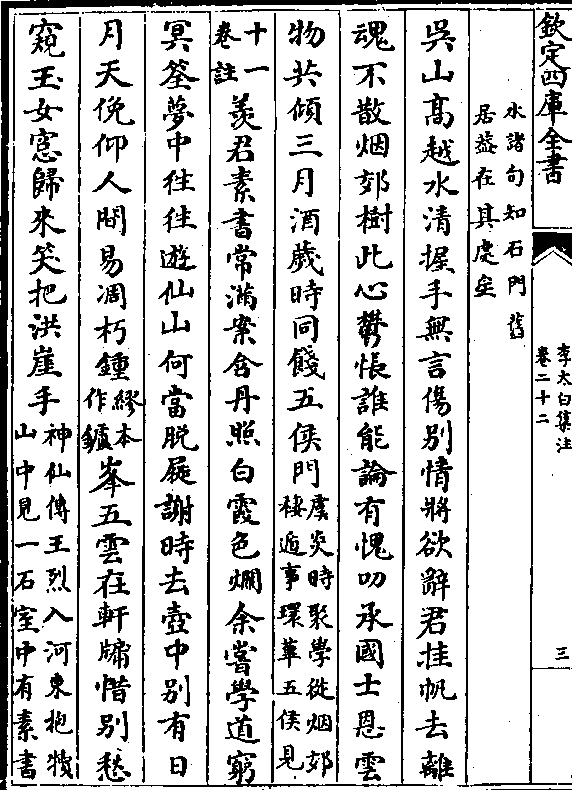 欽定四庫全書
李太白集注
卷二十二
三
水諸句知石門舊
居葢在其處矣
吳山髙越水清握手無言傷別情將欲辭君挂帆去離
魂不散烟郊樹此心鬱悵誰能論有愧叨承國士恩雲
物共傾三月酒歲時同餞五侯門虞炎時聚學從烟郊
棲遁事環蓽五侯見
十一
卷註羨君素書常滿案含丹照白霞色爛余嘗學道窮
冥筌夢中往往遊仙山何當脫屣謝時去壺中别有日
月天俛仰人間易凋朽鍾繆本
作鑪峯五雲在軒牖惜别愁
窺玉女窓歸來笑把洪崖手神仙傳王烈入河東抱犢
山中見一石室中有素書